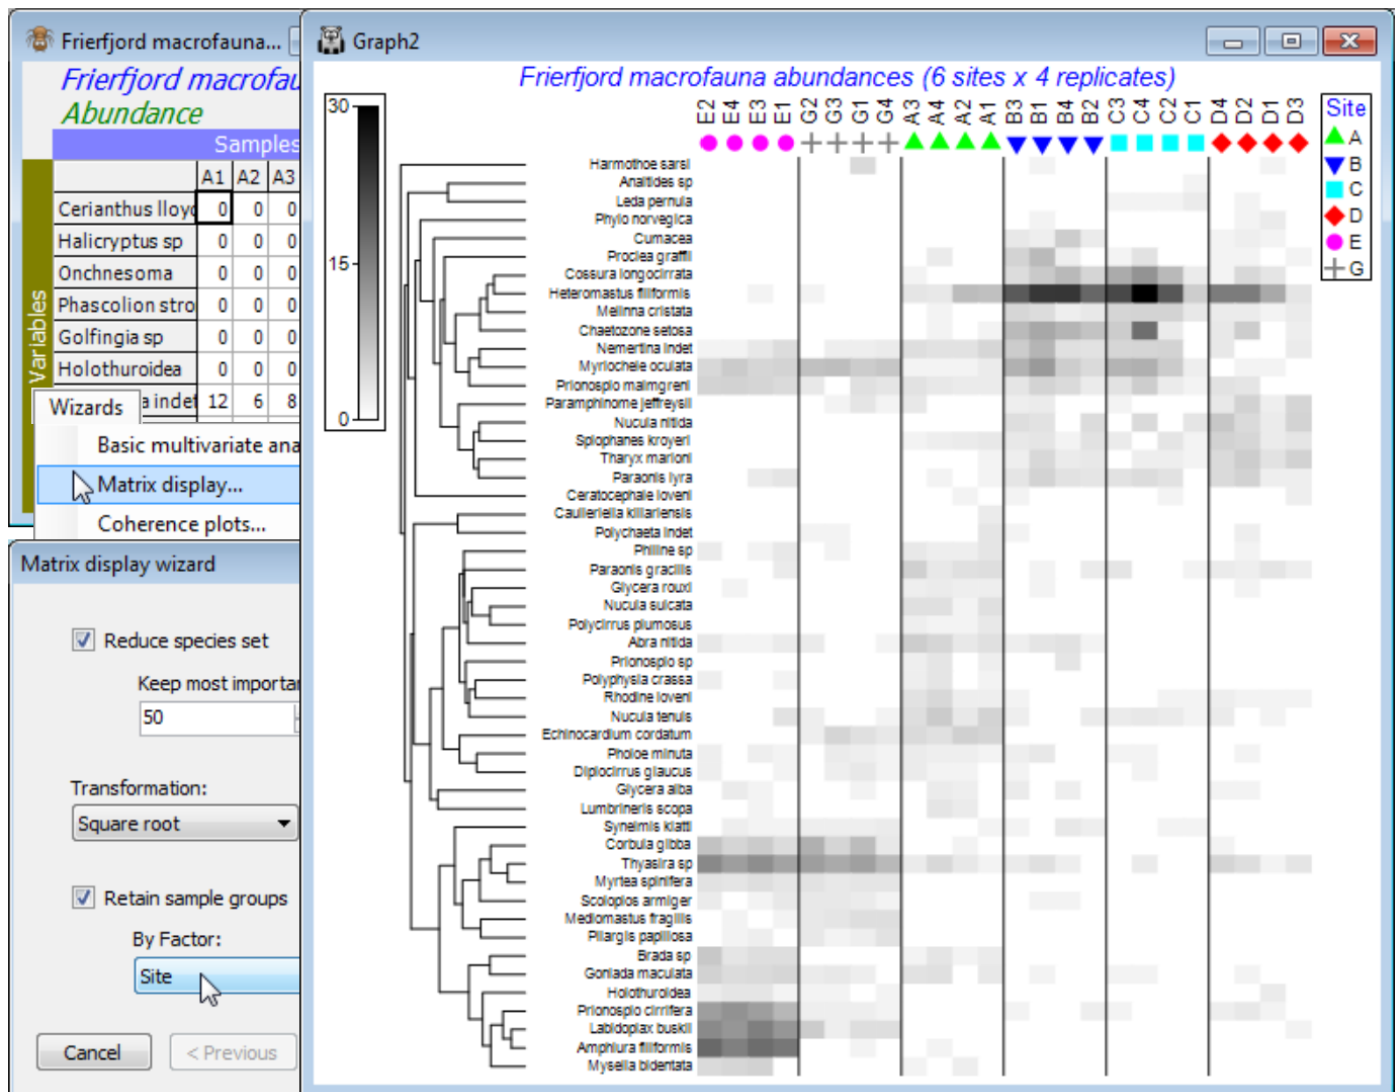 Frierfjord macrofauna...
Frierfjord macrofau
Abundance
Samples
A1 A2 A3
Variables
Cerianthus lloyd 0 0 0
Halicryptus sp 0 0 0
Onchnesoma 0 0 0
Phascolion stro 0 0 0
Golfingia sp 0 0 0
Holothuroidea 0 0 0
a indet 12 6 8
Wizards
Basic multivariate ana
Matrix display...
Coherence plots...
Matrix display wizard
Reduce species set
Keep most importar
50
Transformation:
Square root
Retain sample groups
By Factor:
Site
Cancel
< Previous
Graph2
Frierfjord macrofauna abundances (6 sites x 4 replicates)
30
15
0
E2 E4 E3 E1 G2 G3 G1 G4 A3 A4 A2 A1 B3 B1 B4 B2 C3 C4 C2 C1 D4 D2 D1 D3
Site
A
B
C
D
E
G
Harmothoe sarsi
Anaitides sp
Leda pernula
Phylo norvegica
Cumacea
Proclea graffii
Cossura longocirrata
Heteromastus filiformis
Melinna cristata
Chaetozone setosa
Nemertina indet
Myriochele oculata
Prionospio malmgreni
Paramphinome jeffreysii
Nucula nitida
Spiophanes kroyeri
Tharyx marioni
Paraonis lyra
Ceratocephale loveni
Caulleriella killariensis
Polychaeta indet
Philine sp
Paraonis gracilis
Glycera rouxi
Nucula sulcata
Polycirrus plumosus
Abra nitida
Prionospio sp
Polyphysia crassa
Rhodine loveni
Nucula tenuis
Echinocardium cordatum
Pholoe minuta
Diplocirrus glaucus
Glycera alba
Lumbrineris scopa
Synelmis klatti
Corbula gibba
Thyasira sp
Myrtea spinifera
Scoloplos armiger
Mediomastus fragilis
Pilargis papillosa
Brada sp
Goniada maculata
Holothuroidea
Prionospio cirrifera
Labidoplax buskii
Amphiura filiformis
Mysella bidentata